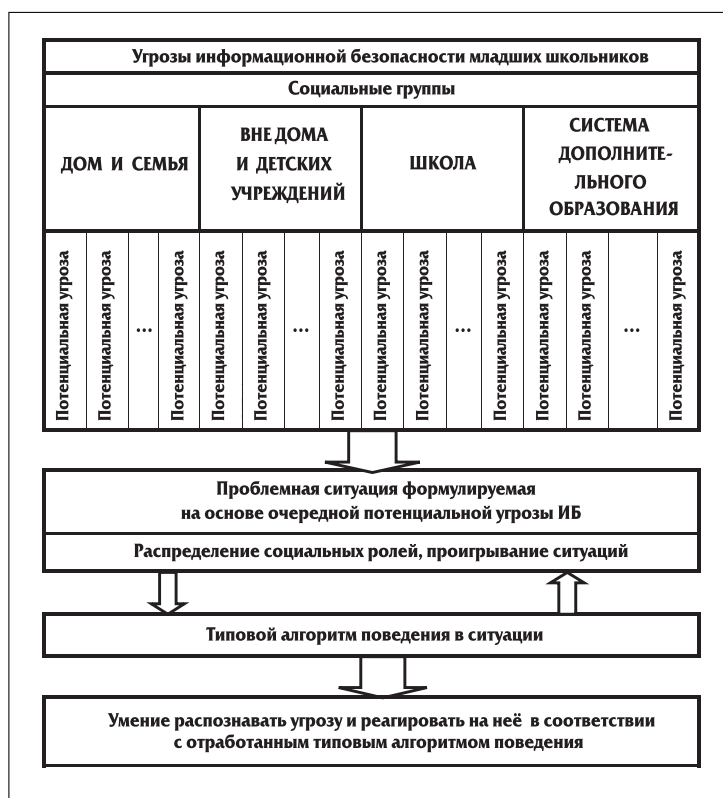 Угрозы информационной безопасности младших школьников
Социальные группы
ДОМ И СЕМЬЯ
ВНЕ ДОМА
И ДЕТСКИХ
УЧРЕЖДЕНИЙ
ШКОЛА
СИСТЕМА
ДОПОЛНИТЕ-
ЛЬНОГО
ОБРАЗОВАНИЯ
Потенциальная угроза
Потенциальная угроза
...
Потенциальная угроза
Потенциальная угроза
Потенциальная угроза
...
Потенциальная угроза
Потенциальная угроза
Потенциальная угроза
...
Потенциальная угроза
Потенциальная угроза
Потенциальная угроза
...
Потенциальная угроза
Проблемная ситуация формулируемая
на основе очередной потенциальной угрозы ИБ
Распределение социальных ролей, проигрывание ситуаций
Типовой алгоритм поведения в ситуации
Умение распознавать угрозу и реагировать на неё в соответствии
с отработанным типовым алгоритмом поведения